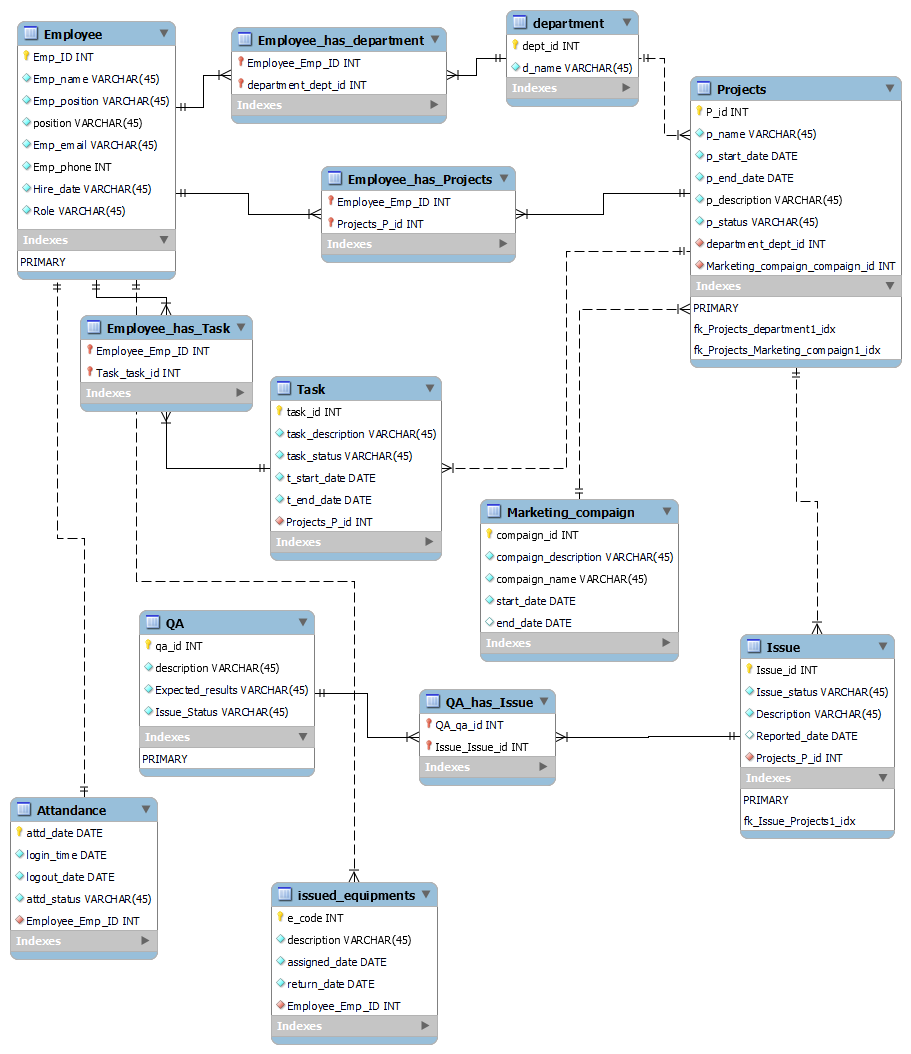 Employee
Emp_ID INT
Emp_name VARCHAR(45)
Emp_position VARCHAR(45)
position VARCHAR(45)
Emp_email VARCHAR(45)
Emp_phone INT
Hire_date VARCHAR(45)
Role VARCHAR(45)
Indexes
PRIMARY
Employee_has_department
Employee_Emp_ID INT
department_dept_id INT
Indexes
department
dept_id INT
d_name VARCHAR(45)
Indexes
Projects
P_id INT
p_name VARCHAR(45)
p_start_date DATE
p_end_date DATE
p_description VARCHAR(45)
p_status VARCHAR(45)
department_dept_id INT
Marketing_compaign_compaign_id INT
Indexes
PRIMARY
fk_Projects_department1_idx
fk_Projects_Marketing_compaign1_idx
Employee_has_Projects
Employee_Emp_ID INT
Projects_P_id INT
Indexes
Employee_has_Task
Employee_Emp_ID INT
Task_task_id INT
Indexes
Task
task_id INT
task_description VARCHAR(45)
task_status VARCHAR(45)
t_start_date DATE
t_end_date DATE
Projects_P_id INT
Indexes
Marketing_compaign
compaign_id INT
compaign_description VARCHAR(45)
compaign_name VARCHAR(45)
start_date DATE
end_date DATE
Indexes
QA
qa_id INT
description VARCHAR(45)
Expected_results VARCHAR(45)
Issue_Status VARCHAR(45)
Indexes
PRIMARY
QA_has_Issue
QA_qa_id INT
Issue_Issue_id INT
Indexes
Issue
Issue_id INT
Issue_status VARCHAR(45)
Description VARCHAR(45)
Reported_date DATE
Projects_P_id INT
Indexes
PRIMARY
fk_Issue_Projects1_idx
Attandance
attd_date DATE
login_time DATE
logout_date DATE
attd_status VARCHAR(45)
Employee_Emp_ID INT
Indexes
issued_equipments
e_code INT
description VARCHAR(45)
assigned_date DATE
return_date DATE
Employee_Emp_ID INT
Indexes